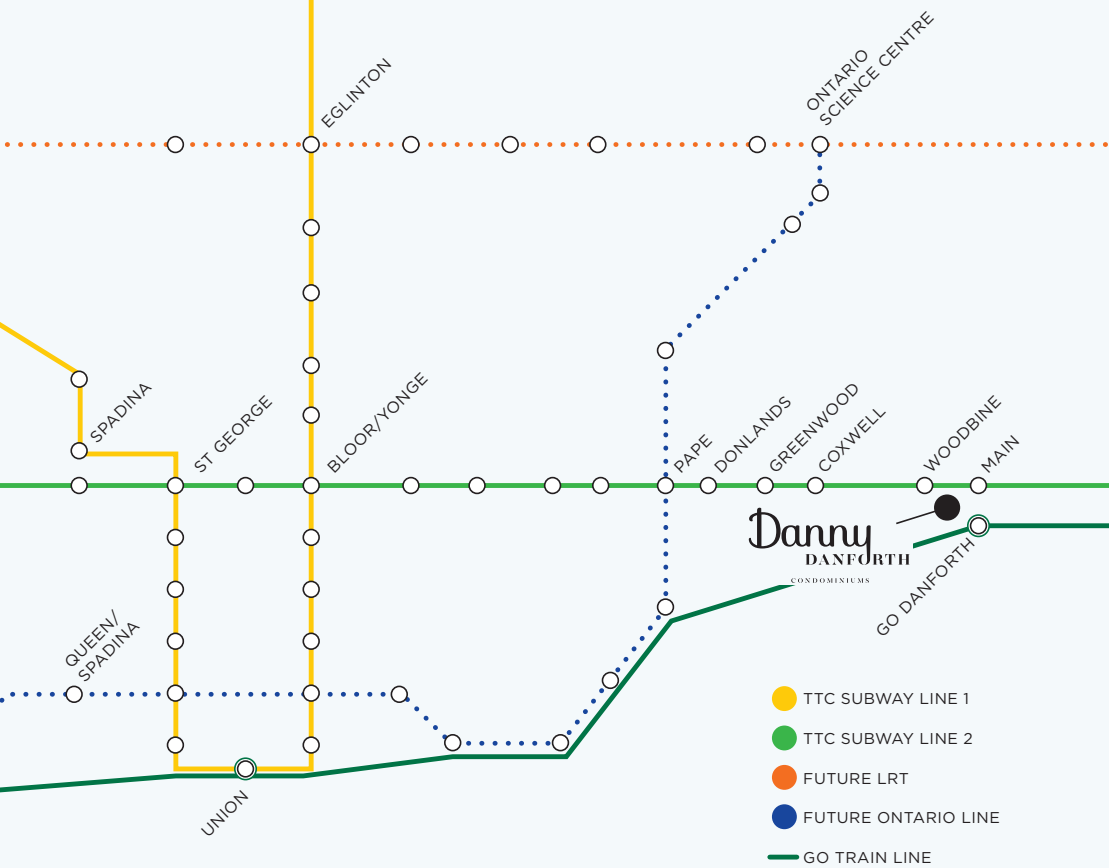 ONTARIO
SCIENCE CENTRE
EGLINTON
SPADINA
ST GEORGE
BLOOR/YONGE
PAPE
DONLANDS
GREENWOOD
COXWELL
WOODBINE
MAIN
Danny
DANFORTH
CONDOMINIUMS
GO DANFORTH
QUEEN/
SPADINA
UNION
TTC SUBWAY LINE 1
TTC SUBWAY LINE 2
FUTURE LRT
FUTURE ONTARIO LINE
GO TRAIN LINE